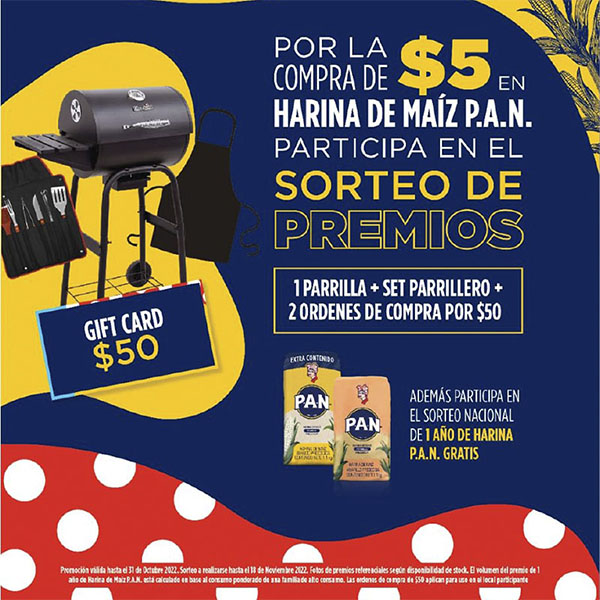 POR LA
COMPRA DE $5 EN
HARINA DE MAÍZ P.A.N.
PARTICIPA EN EL
SORTEO DE
PREMIOS
1 PARRILLA + SET PARRILLERO +
2 ORDENES DE COMPRA POR $50
GIFT CARD
$50
EXTRA CONTENIDO
P.A.N.
P.A.N.
ADEMÁS PARTICIPA EN
EL SORTEO NACIONAL
DE 1 AÑO DE HARINA
P.A.N. GRATIS
Promoción válida hasta el 31 de Octubre 2022. Sorteo a realizarse hasta el 18 de Noviembre 2022. Fotos de premios referenciales según disponibilidad de stock. El volumen del premio de 1
año de Harina de Maíz P.A.N. está calculado en base al consumo ponderado de una familia de alto consumo. Las ordenes de compra de $50 aplican para uso en el local participante